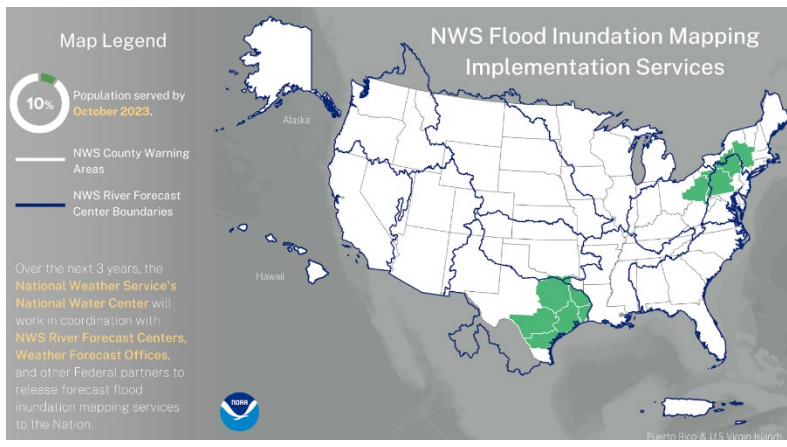 Map Legend
10%
Population served by
October 2023.
NWS County Warning
Areas
NWS River Forecast
Center Boundaries
Over the next 3 years, the
National Weather Service's
National Water Center will
work in coordination with
NWS River Forecast Centers,
Weather Forecast Offices,
and other Federal partners to
release forecast flood
inundation mapping services
to the Nation.
NWS Flood Inundation Mapping
Implementation Services
Alaska
Hawaii
NOAA
Puerto Rico & U.S Virgin Islands